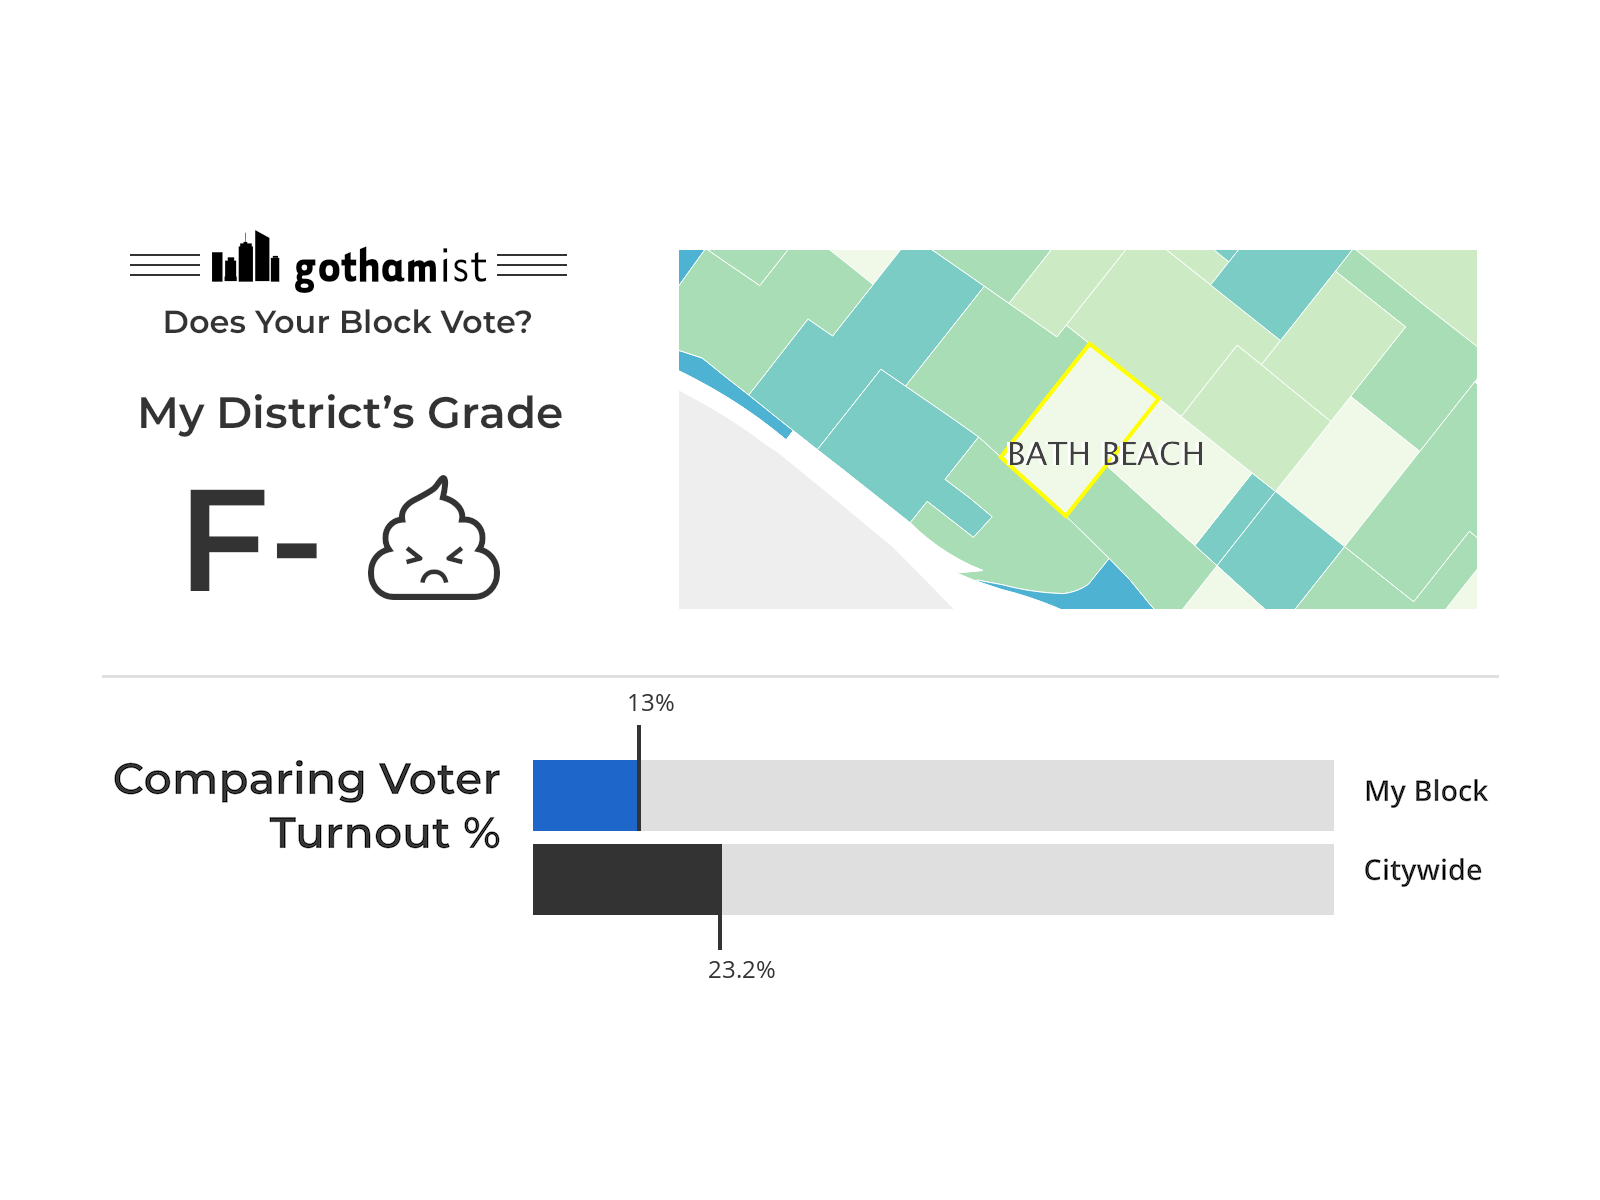 gothamist
Does Your Block Vote?
My District’s Grade
F-
BATH BEACH
13%
Comparing Voter
Turnout %
My Block
Citywide
23.2%